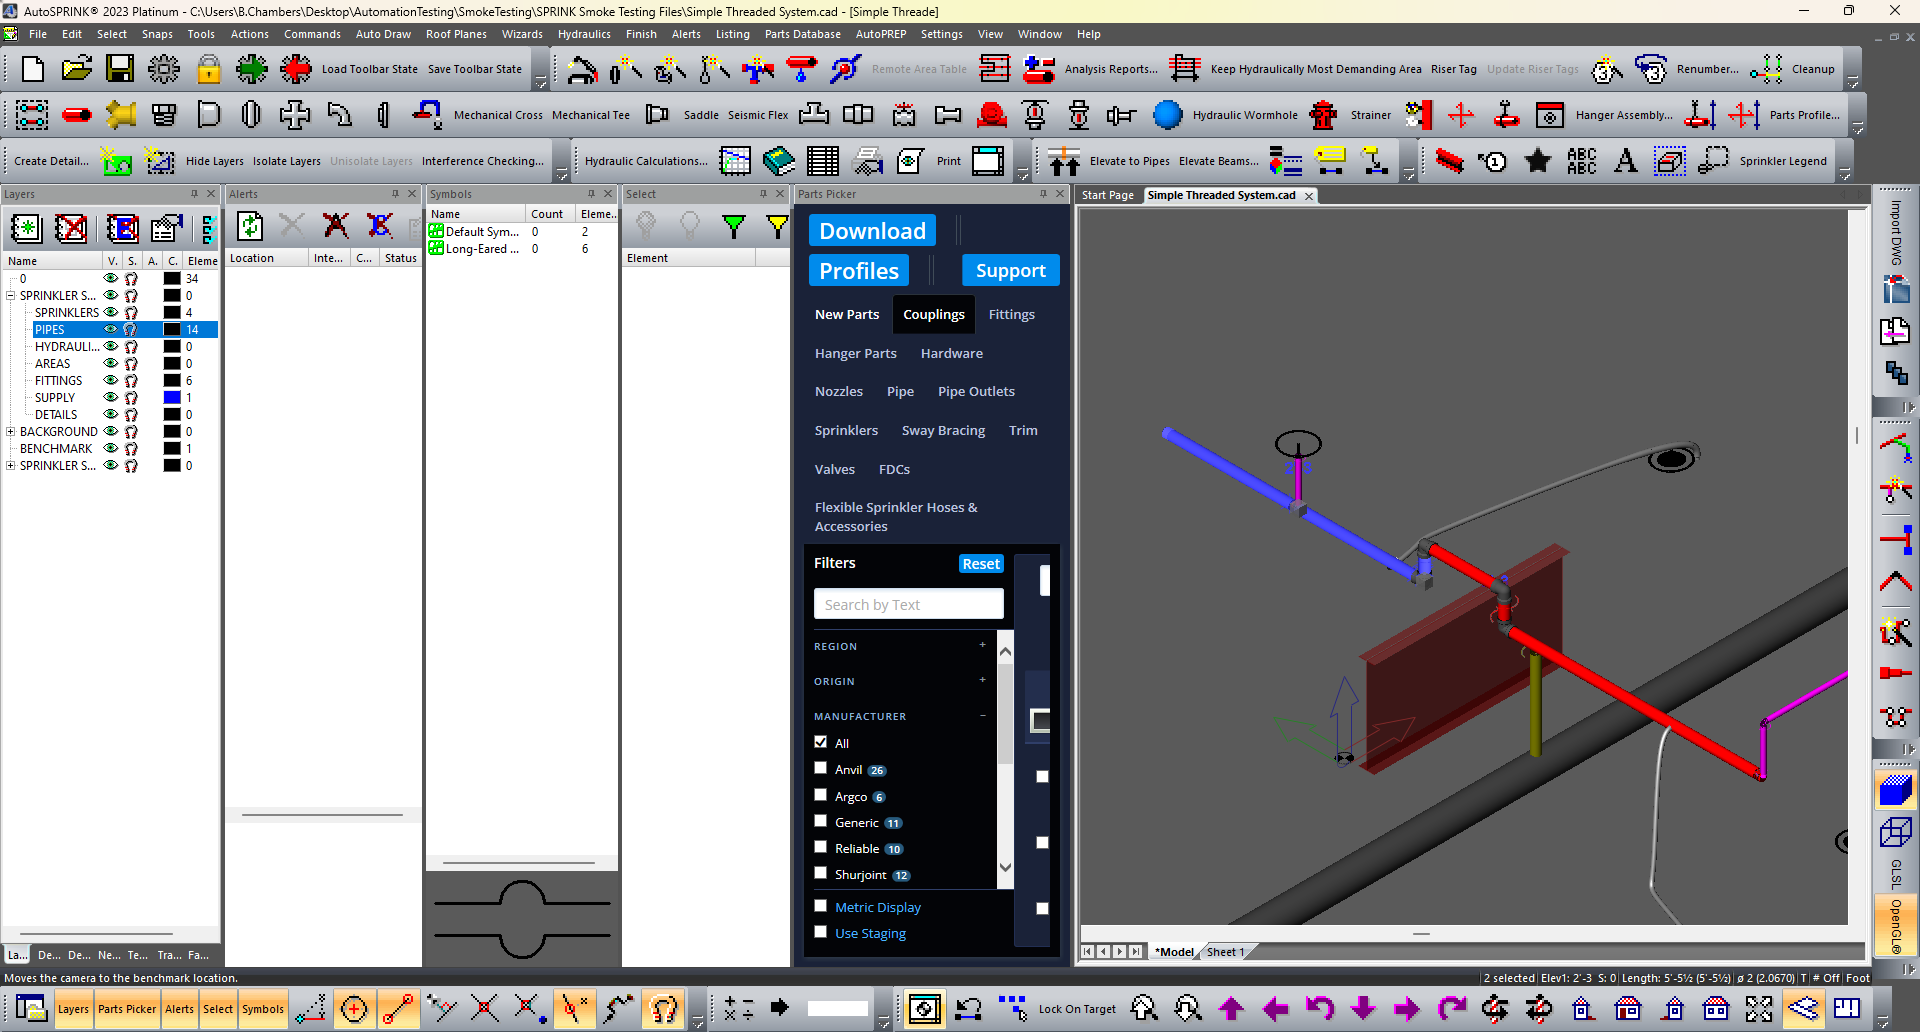 AutoSPRINK® 2023 Platinum - C:\Users\B.Chambers\Desktop\AutomationTesting\SmokeTesting\SPRINK Smoke Testing Files\Simple Threaded System.cad - [Simple Threade]
File Edit Select Snaps Tools Actions Commands Auto Draw Roof Planes Wizards Hydraulics Finish Alerts Listing Parts Database AutoPREP Settings View Window Help
Load Toolbar State Save Toolbar State Remote Area Table Analysis Reports... Keep Hydraulically Most Demanding Area Riser Tag Update Riser Tags Renumber... Cleanup
Mechanical Cross Mechanical Tee Saddle Seismic Flex Hydraulic Wormhole Strainer Hanger Assembly... Parts Profile...
Create Detail... Hide Layers Isolate Layers Unisolate Layers Interference Checking... Hydraulic Calculations... Print Elevate to Pipes Elevate Beams... ABC ABC A Sprinkler Legend
Layers
Name V. S. A. C. Eleme
0 34
SPRINKLER S... 0
SPRINKLERS 4
PIPES 14
HYDRAULI... 0
AREAS 0
FITTINGS 6
SUPPLY 1
DETAILS 0
BACKGROUND 0
BENCHMARK 1
SPRINKLER S... 0
La... De... De... Ne... Te... Tra... Fa...
Alerts
Location Inte... C... Status
Symbols
Name Count Eleme..
Default Sym... 0 2
Long-Eared ... 0 6
Select
Element
Parts Picker
Download
Profiles Support
New Parts Couplings Fittings
Hanger Parts Hardware
Nozzles Pipe Pipe Outlets
Sprinklers Sway Bracing Trim
Valves FDCs
Flexible Sprinkler Hoses &
Accessories
Filters Reset
Search by Text
REGION +
ORIGIN +
MANUFACTURER −
All
Anvil 26
Argco 6
Generic 11
Reliable 10
Shurjoint 12
Metric Display
Use Staging
Start Page Simple Threaded System.cad
*Model Sheet 1
Import DWG
GLSL
OpenGL®
Moves the camera to the benchmark location.
2 selected Elev1: 2'-3 S: 0 Length: 5'-5½ (5'-5½) ø 2 (2.0670) T # Off Foot
Layers Parts Picker Alerts Select Symbols Lock On Target